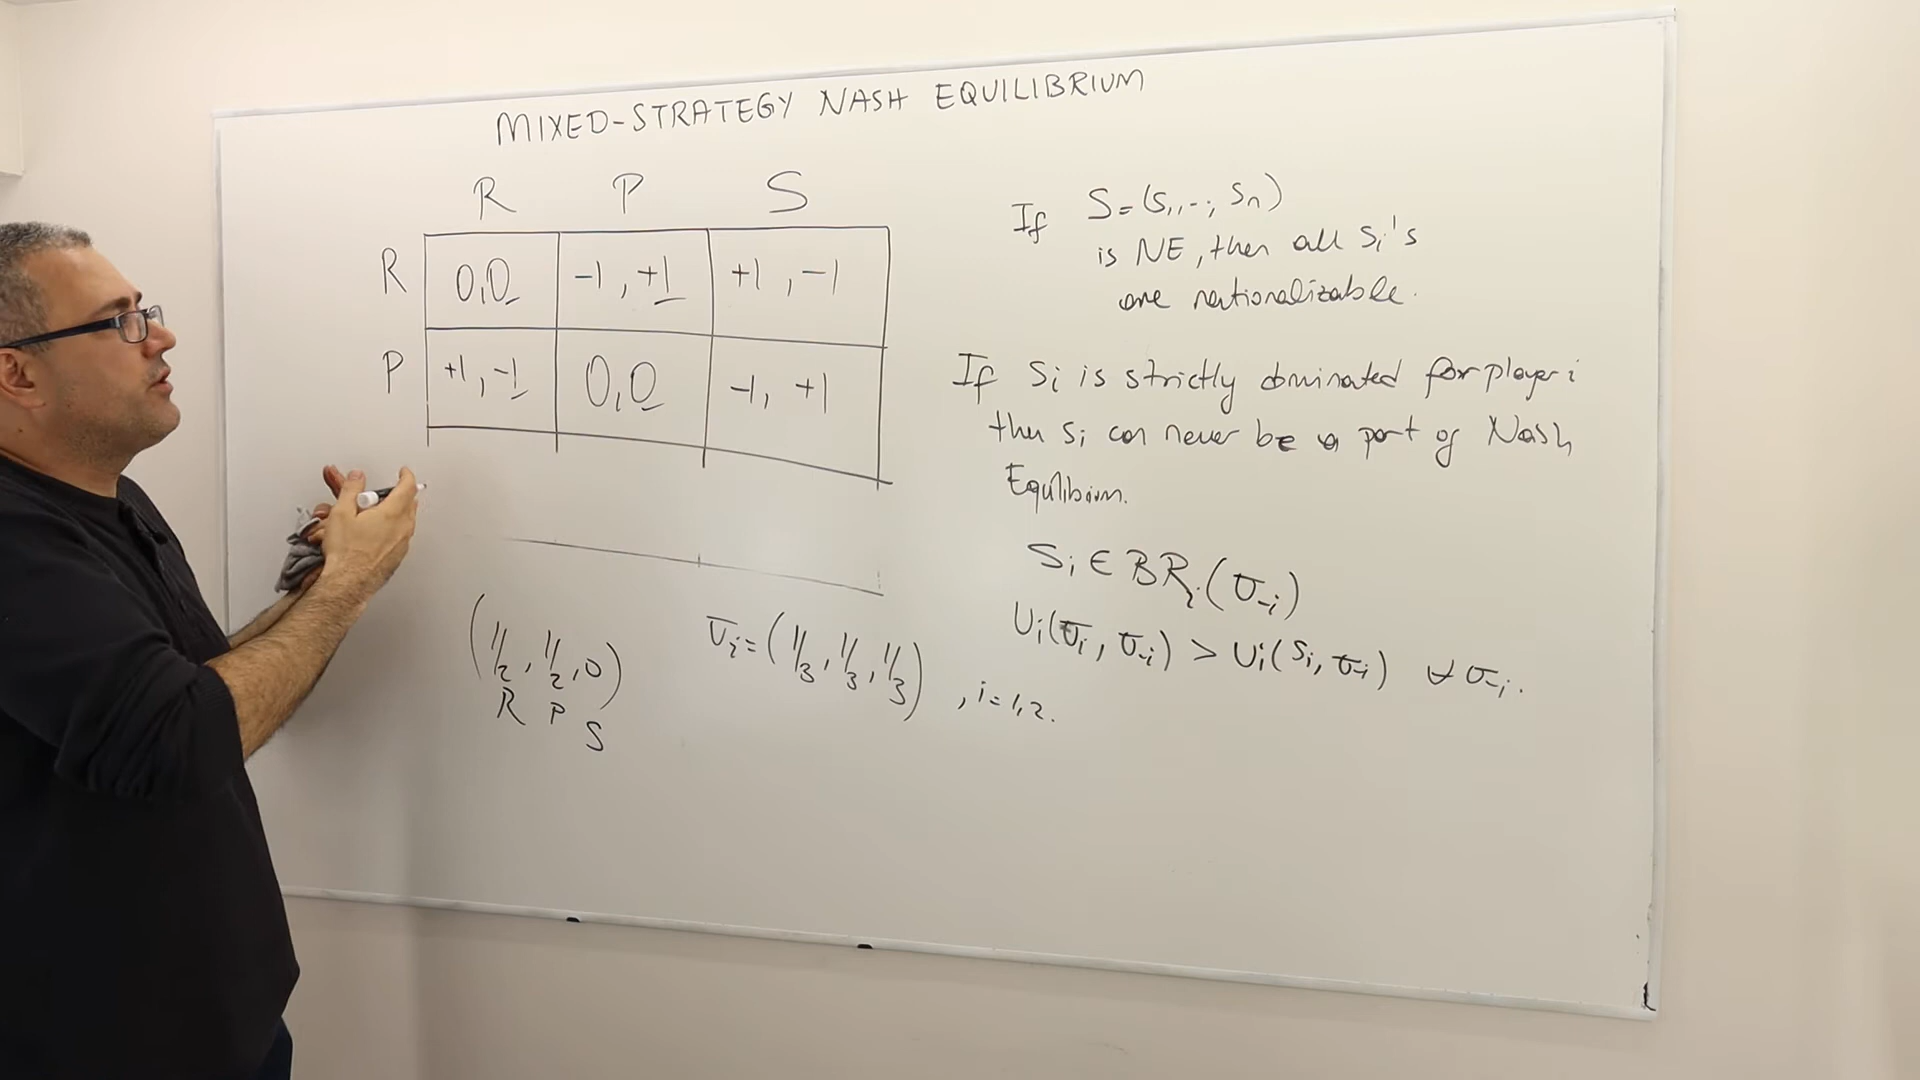 MIXED-STRATEGY NASH EQUILIBRIUM
R P S
R 0,0 -1,+1 +1,-1
P +1,-1 0,0 -1,+1
(1/2, 1/2, 0)
R P S
σi=(1/3, 1/3, 1/3), i=1,2.
If S=(s1,..., sn)
is NE, then all si's
are rationalizable.
If si is strictly dominated for player i
then si can never be a part of Nash
Equilibium.
si ∈ BRi(σ-i)
Ui(σi, σ-i) > Ui(si, σ-i) ∀ σ-i.